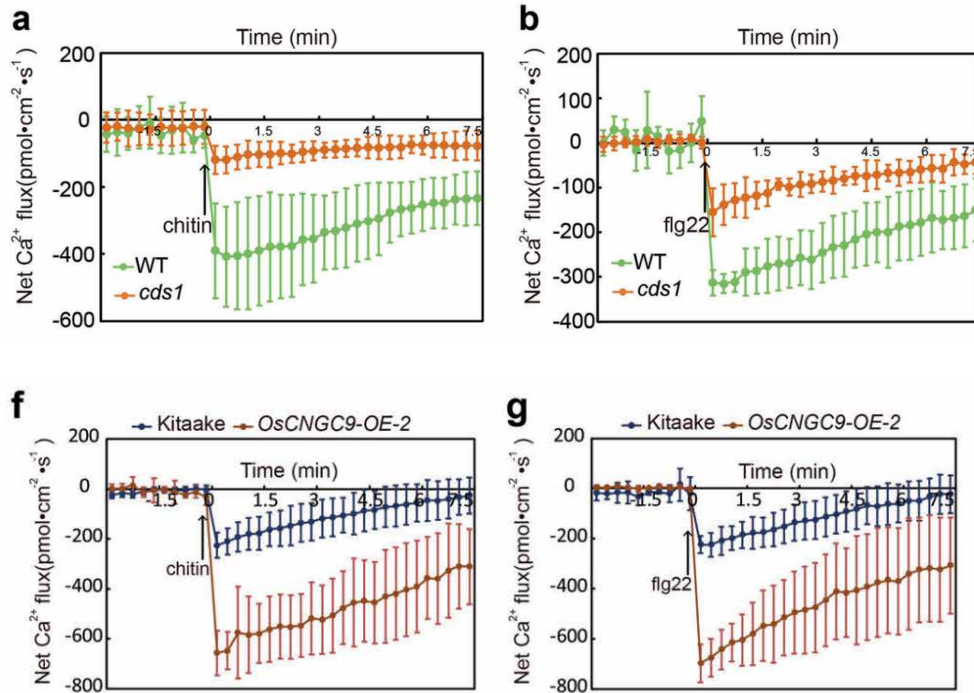 a
Time (min)
Net Ca²⁺ flux(pmol•cm⁻²•s⁻¹)
200
0
-200
-400
-600
-1.5 0 1.5 3 4.5 6 7.5
chitin
WT
cds1
b
Time (min)
Net Ca²⁺ flux(pmol•cm⁻²•s⁻¹)
200
100
0
-100
-200
-300
-400
-1.5 0 1.5 3 4.5 6 7.5
flg22
WT
cds1
f
Kitaake OsCNGC9-OE-2
Time (min)
Net Ca²⁺ flux(pmol•cm⁻²•s⁻¹)
200
0
-200
-400
-600
-800
-1.5 0 1.5 3 4.5 6 7.5
chitin
g
Kitaake OsCNGC9-OE-2
Time (min)
Net Ca²⁺ flux(pmol•cm⁻²•s⁻¹)
200
0
-200
-400
-600
-800
-1.5 0 1.5 3 4.5 6 7.5
flg22